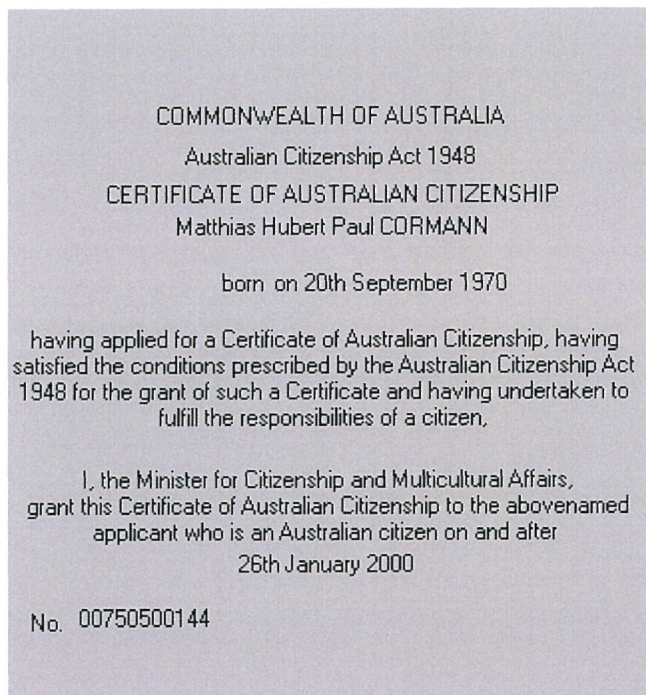 COMMONWEALTH OF AUSTRALIA
Australian Citizenship Act 1948
CERTIFICATE OF AUSTRALIAN CITIZENSHIP
Matthias Hubert Paul CORMANN
born on 20th September 1970
having applied for a Certificate of Australian Citizenship, having
satisfied the conditions prescribed by the Australian Citizenship Act
1948 for the grant of such a Certificate and having undertaken to
fulfill the responsibilities of a citizen,
I, the Minister for Citizenship and Multicultural Affairs,
grant this Certificate of Australian Citizenship to the abovenamed
applicant who is an Australian citizen on and after
26th January 2000
No. 00750500144